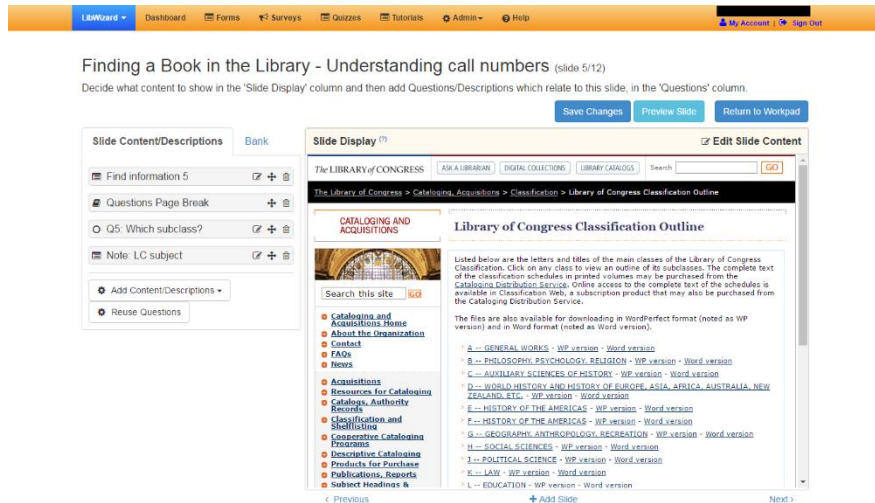 LibWizard Dashboard Forms Surveys Quizzes Tutorials Admin Help
My Account | Sign Out
Finding a Book in the Library - Understanding call numbers (slide 5/12)
Decide what content to show in the 'Slide Display' column and then add Questions/Descriptions which relate to this slide, in the 'Questions' column.
Save Changes Preview Slide Return to Workpad
Slide Content/Descriptions Bank
Find information 5
Questions Page Break
Q5: Which subclass?
Note: LC subject
Add Content/Descriptions
Reuse Questions
Slide Display (?) Edit Slide Content
The LIBRARY of CONGRESS ASK A LIBRARIAN DIGITAL COLLECTIONS LIBRARY CATALOGS Search GO
The Library of Congress > Cataloging, Acquisitions > Classification > Library of Congress Classification Outline
CATALOGING AND
ACQUISITIONS
Search this site GO
Cataloging and
Acquisitions Home
About the Organization
Contact
FAQs
News
Acquisitions
Resources for Cataloging
Catalogs, Authority
Records
Classification and
Shelflisting
Cooperative Cataloging
Programs
Descriptive Cataloging
Products for Purchase
Publications, Reports
Subject Headings &
Library of Congress Classification Outline
Listed below are the letters and titles of the main classes of the Library of Congress
Classification. Click on any class to view an outline of its subclasses. The complete text
of the classification schedules in printed volumes may be purchased from the
Cataloging Distribution Service. Online access to the complete text of the schedules is
available in Classification Web, a subscription product that may also be purchased from
the Cataloging Distribution Service.
The files are also available for downloading in WordPerfect format (noted as WP
version) and in Word format (noted as Word version).
A -- GENERAL WORKS - WP version - Word version
B -- PHILOSOPHY. PSYCHOLOGY. RELIGION - WP version - Word version
C -- AUXILIARY SCIENCES OF HISTORY - WP version - Word version
D -- WORLD HISTORY AND HISTORY OF EUROPE, ASIA, AFRICA, AUSTRALIA, NEW
ZEALAND, ETC. - WP version - Word version
E -- HISTORY OF THE AMERICAS - WP version - Word version
F -- HISTORY OF THE AMERICAS - WP version - Word version
G -- GEOGRAPHY. ANTHROPOLOGY. RECREATION - WP version - Word version
H -- SOCIAL SCIENCES - WP version - Word version
J -- POLITICAL SCIENCE - WP version - Word version
K -- LAW - WP version - Word version
L -- EDUCATION - WP version - Word version
‹ Previous Add Slide Next ›